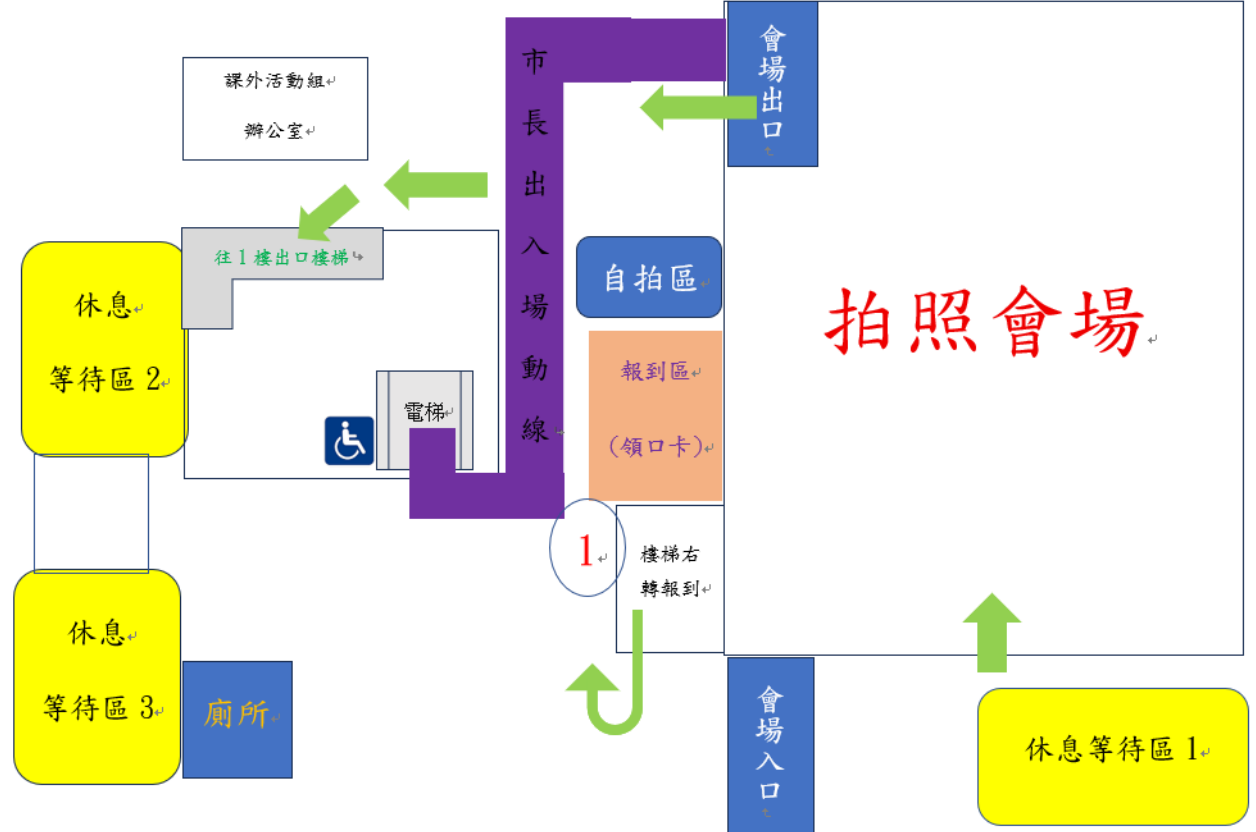 市長出入場動線
會場出口
課外活動組
辦公室
往1樓出口樓梯
自拍區
拍照會場
休息
等待區 2
報到區
(領口卡)
電梯
1
樓梯右
轉報到
休息
等待區 3
廁所
會場入口
休息等待區 1